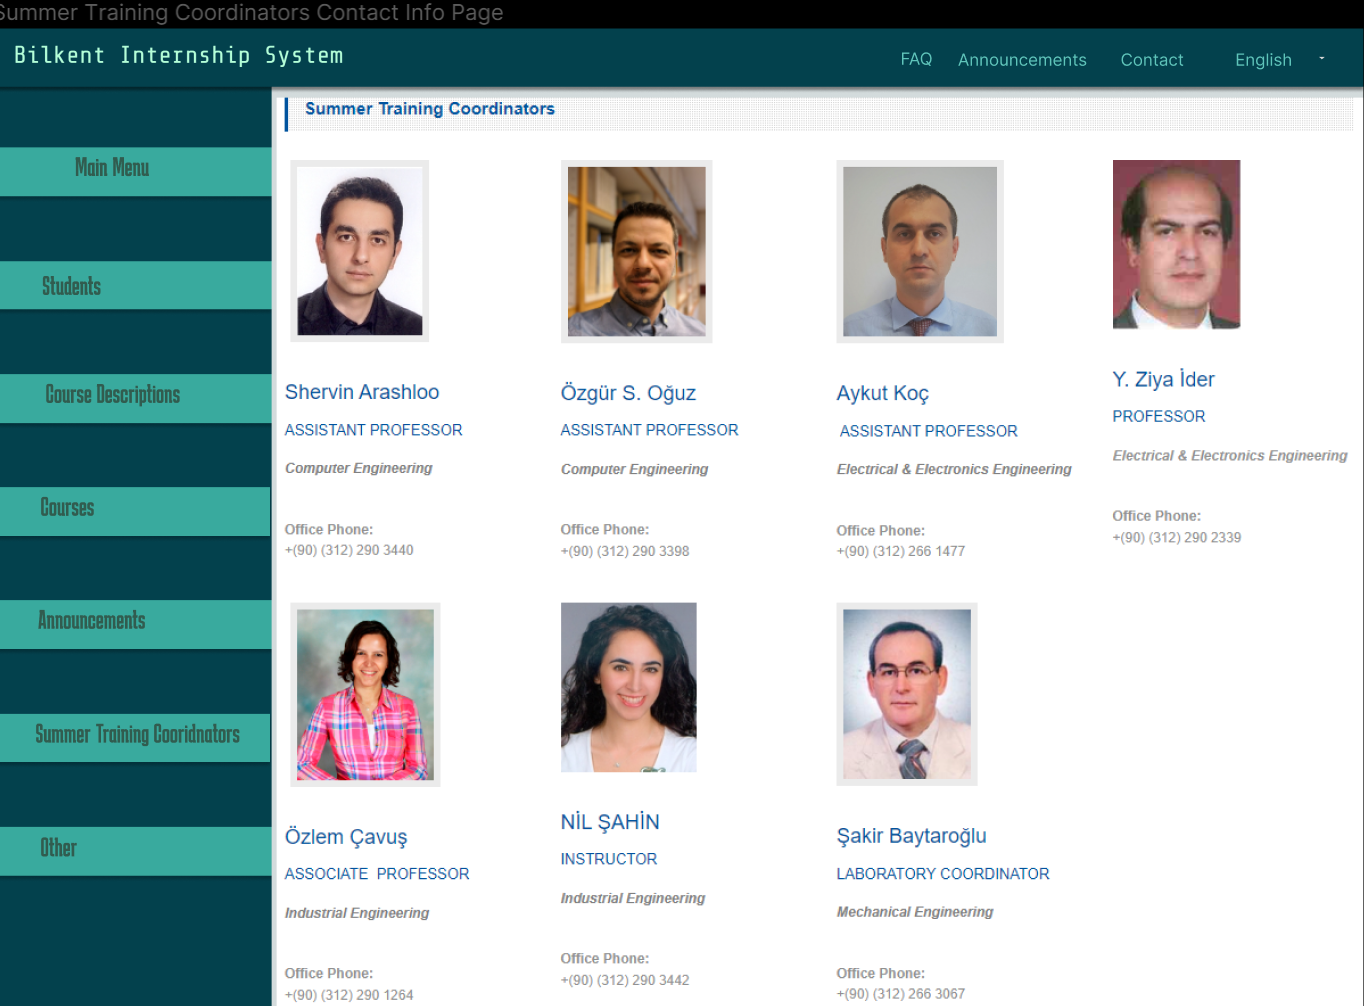 Summer Training Coordinators Contact Info Page
Bilkent Internship System
FAQ
Announcements
Contact
English
Main Menu
Students
Course Descriptions
Courses
Announcements
Summer Training Cooridnators
Other
Summer Training Coordinators
Shervin Arashloo
ASSISTANT PROFESSOR
Computer Engineering
Office Phone:
+(90) (312) 290 3440
Özgür S. Oğuz
ASSISTANT PROFESSOR
Computer Engineering
Office Phone:
+(90) (312) 290 3398
Aykut Koç
ASSISTANT PROFESSOR
Electrical & Electronics Engineering
Office Phone:
+(90) (312) 266 1477
Y. Ziya İder
PROFESSOR
Electrical & Electronics Engineering
Office Phone:
+(90) (312) 290 2339
Özlem Çavuş
ASSOCIATE PROFESSOR
Industrial Engineering
Office Phone:
+(90) (312) 290 1264
NİL ŞAHİN
INSTRUCTOR
Industrial Engineering
Office Phone:
+(90) (312) 290 3442
Şakir Baytaroğlu
LABORATORY COORDINATOR
Mechanical Engineering
Office Phone:
+(90) (312) 266 3067